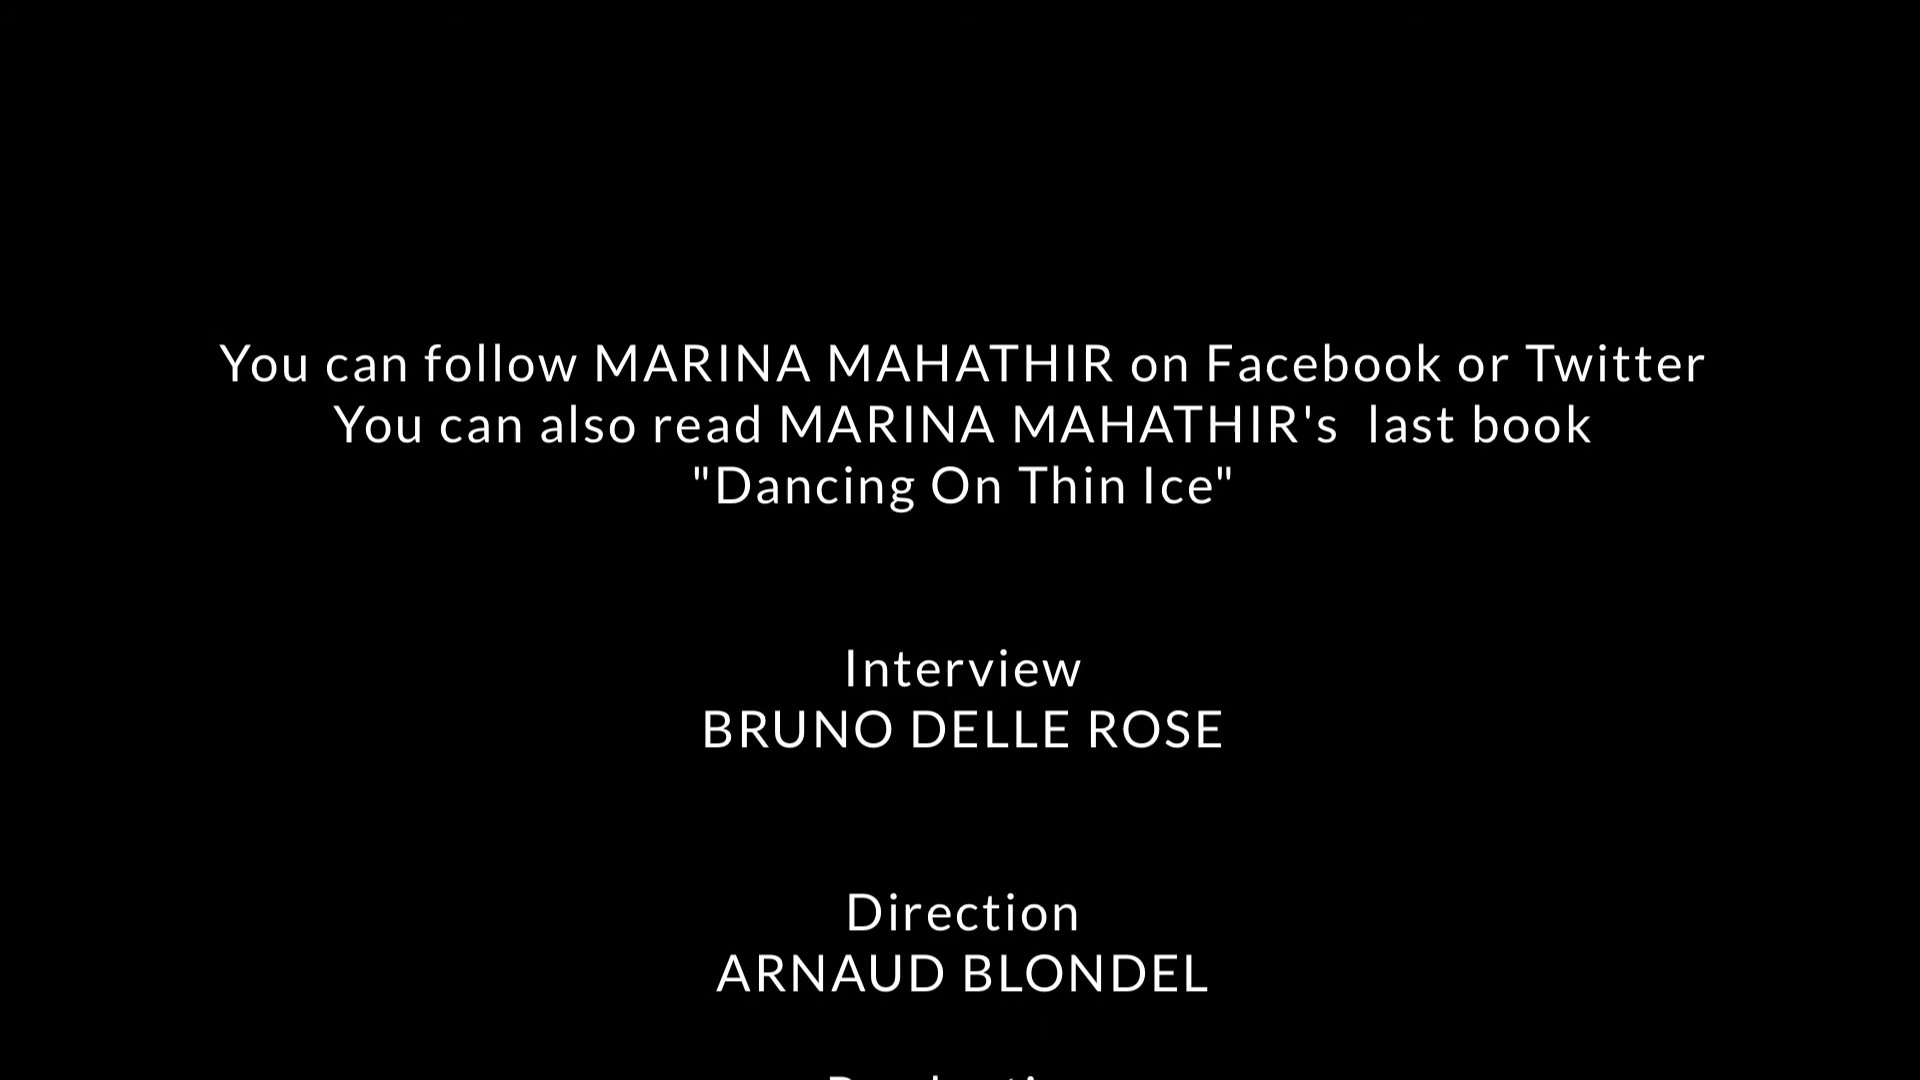 You can follow MARINA MAHATHIR on Facebook or Twitter
You can also read MARINA MAHATHIR's  last book
"Dancing On Thin Ice"
Interview
BRUNO DELLE ROSE
Direction
ARNAUD BLONDEL